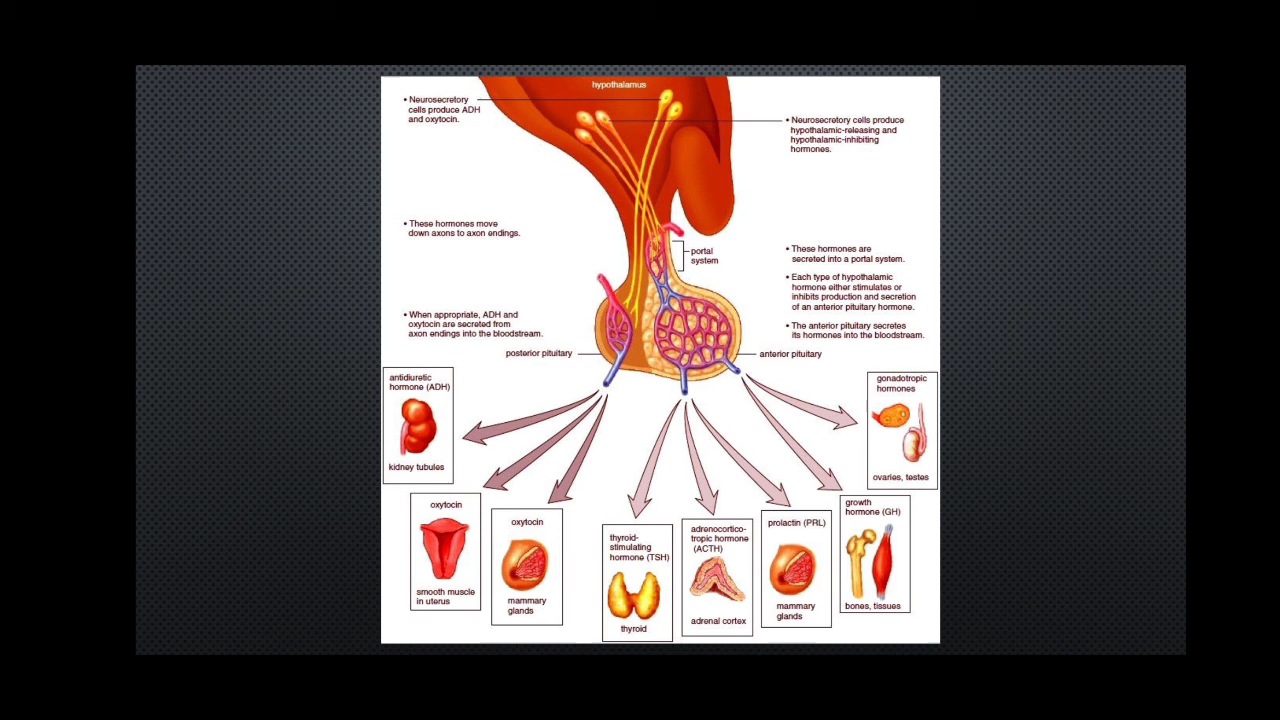 hypothalamus
• Neurosecretory
cells produce ADH
and oxytocin.
• Neurosecretory cells produce
hypothalamic-releasing and
hypothalamic-inhibiting
hormones.
• These hormones move
down axons to axon endings.
portal
system
• These hormones are
secreted into a portal system.
• Each type of hypothalamic
hormone either stimulates or
inhibits production and secretion
of an anterior pituitary hormone.
• When appropriate, ADH and
oxytocin are secreted from
axon endings into the bloodstream.
• The anterior pituitary secretes
its hormones into the bloodstream.
posterior pituitary
anterior pituitary
antidiuretic
hormone (ADH)
kidney tubules
gonadotropic
hormones
ovaries, testes
oxytocin
smooth muscle
in uterus
oxytocin
mammary
glands
thyroid-
stimulating
hormone (TSH)
thyroid
adrenocortico-
tropic hormone
(ACTH)
adrenal cortex
prolactin (PRL)
mammary
glands
growth
hormone (GH)
bones, tissues